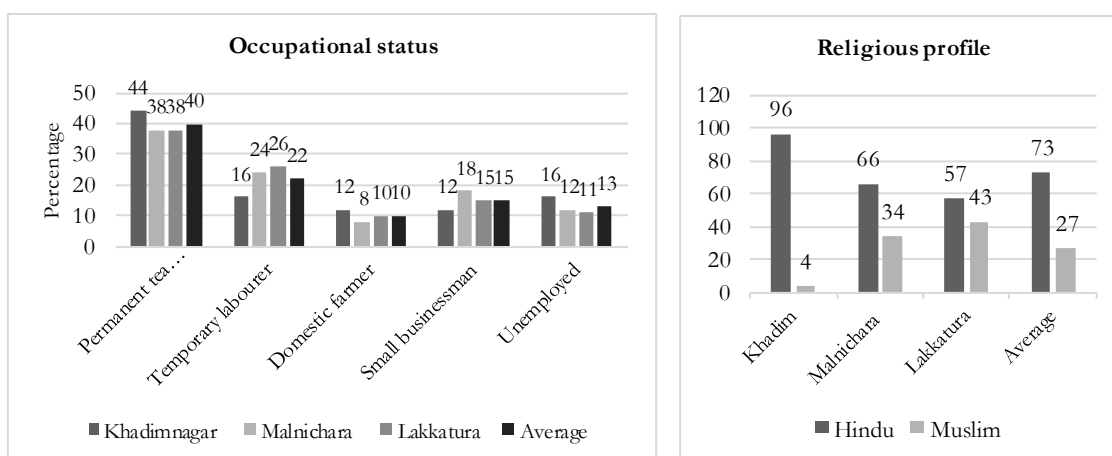 Occupational status
Percentage
50
40
30
20
10
0
44
38
38
40
16
24
26
22
12
8
10
10
12
18
15
15
16
12
11
13
Permanent tea….
Temporary labourer
Domestic farmer
Small businessman
Unemployed
Khadimnagar Malnichara Lakkatura Average
Religious profile
120
100
80
60
40
20
0
96
4
66
34
57
43
73
27
Khadim
Malnichara
Lakkatura
Average
Hindu Muslim